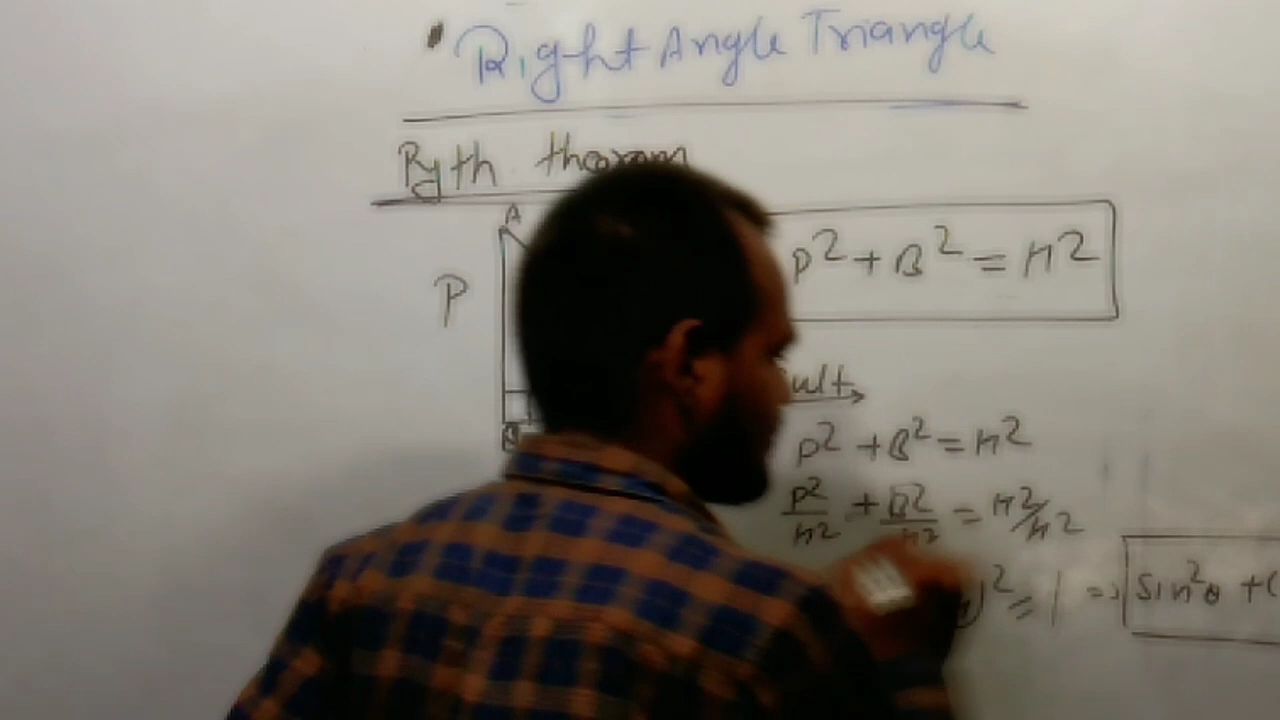 Right Angle Triangle
Pyth theoram
A
P
P² + B² = H²
P² + B² = H²
P²/H² + B²/H² = H²/H²
)² = 1 => Sin²θ +